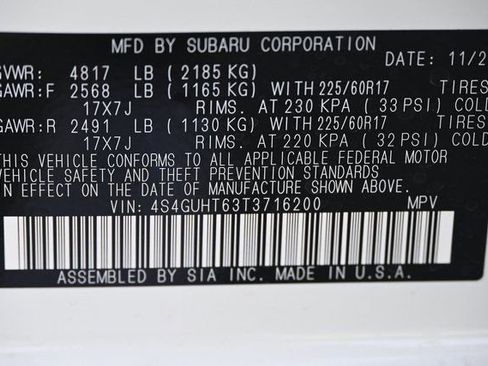 MFD BY SUBARU CORPORATION
DATE: 11/2
GVWR: 4817 LB (2185 KG)
GAWR:F 2568 LB (1165 KG) WITH 225/60R17 TIRES
17X7J RIMS. AT 230 KPA (33 PSI) COLD
GAWR:R 2491 LB (1130 KG) WITH 225/60R17 TIRES
17X7J RIMS. AT 220 KPA (32 PSI) COLD
THIS VEHICLE CONFORMS TO ALL APPLICABLE FEDERAL MOTOR
VEHICLE SAFETY AND THEFT PREVENTION STANDARDS
IN EFFECT ON THE DATE OF MANUFACTURE SHOWN ABOVE.
VIN: 4S4GUHT63T3716200 MPV
ASSEMBLED BY SIA INC. MADE IN U.S.A.